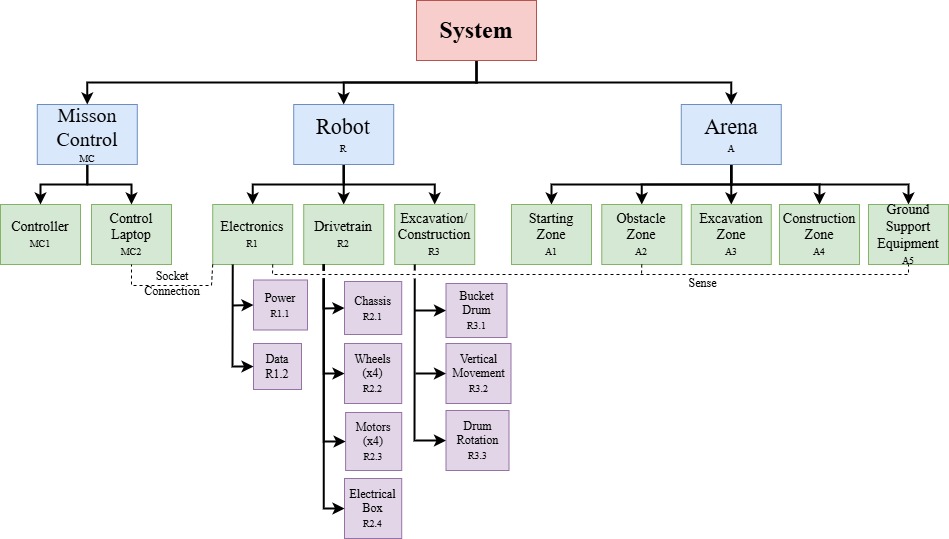 System
Misson
Control
MC
Robot
R
Arena
A
Controller
MC1
Control
Laptop
MC2
Electronics
R1
Drivetrain
R2
Excavation/
Construction
R3
Starting
Zone
A1
Obstacle
Zone
A2
Excavation
Zone
A3
Construction
Zone
A4
Ground
Support
Equipment
A5
Socket
Connection
Sense
Power
R1.1
Data
R1.2
Chassis
R2.1
Wheels
(x4)
R2.2
Motors
(x4)
R2.3
Electrical
Box
R2.4
Bucket
Drum
R3.1
Vertical
Movement
R3.2
Drum
Rotation
R3.3